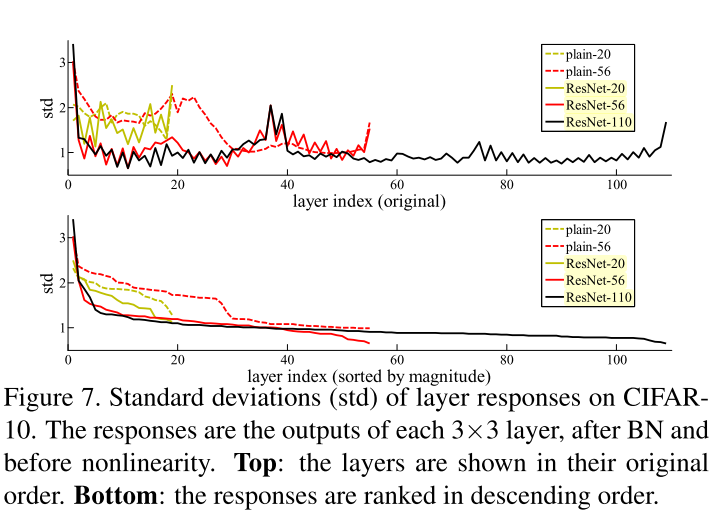 3
2
1
std
0
20
40
60
80
100
layer index (original)
plain-20
plain-56
ResNet-20
ResNet-56
ResNet-110
3
2
1
std
0
20
40
60
80
100
layer index (sorted by magnitude)
plain-20
plain-56
ResNet-20
ResNet-56
ResNet-110
Figure 7. Standard deviations (std) of layer responses on CIFAR-
10. The responses are the outputs of each 3×3 layer, after BN and
before nonlinearity. Top: the layers are shown in their original
order. Bottom: the responses are ranked in descending order.